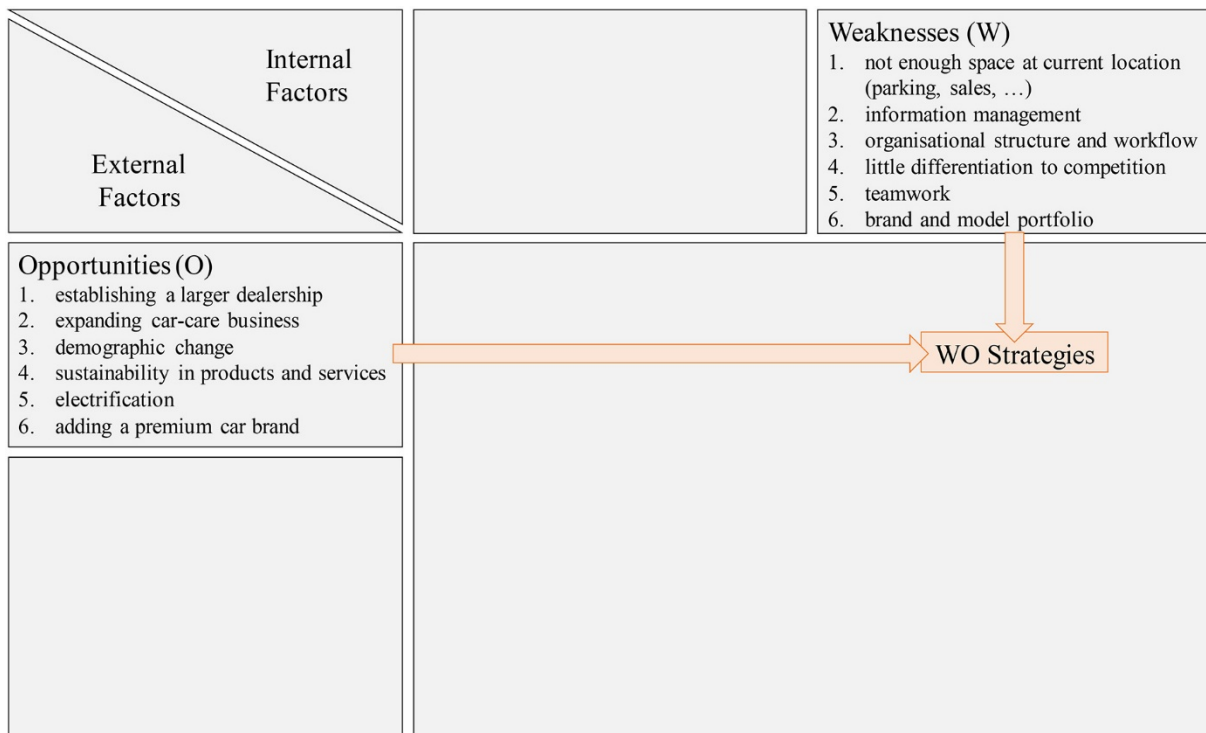 Internal
Factors
External
Factors
Weaknesses (W)
1. not enough space at current location
(parking, sales, …)
2. information management
3. organisational structure and workflow
4. little differentiation to competition
5. teamwork
6. brand and model portfolio
Opportunities (O)
1. establishing a larger dealership
2. expanding car-care business
3. demographic change
4. sustainability in products and services
5. electrification
6. adding a premium car brand
WO Strategies